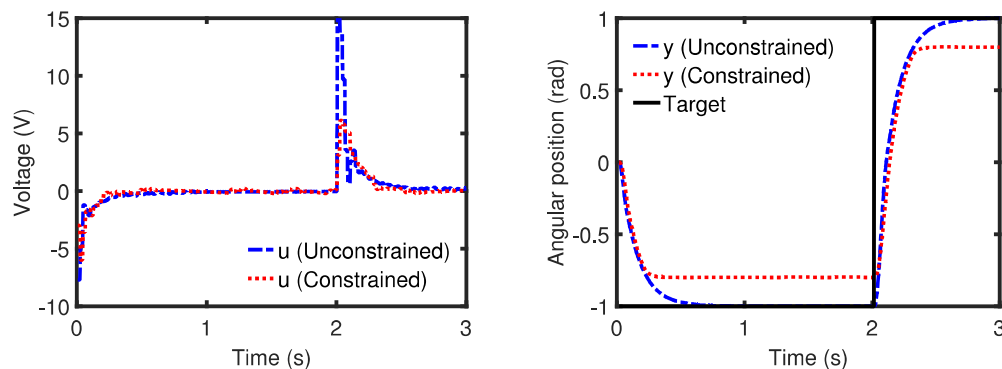 15
10
5
0
-5
-10
Voltage (V)
u (Unconstrained)
u (Constrained)
0
1
2
3
Time (s)
1
0.5
0
-0.5
-1
Angular position (rad)
y (Unconstrained)
y (Constrained)
Target
0
1
2
3
Time (s)